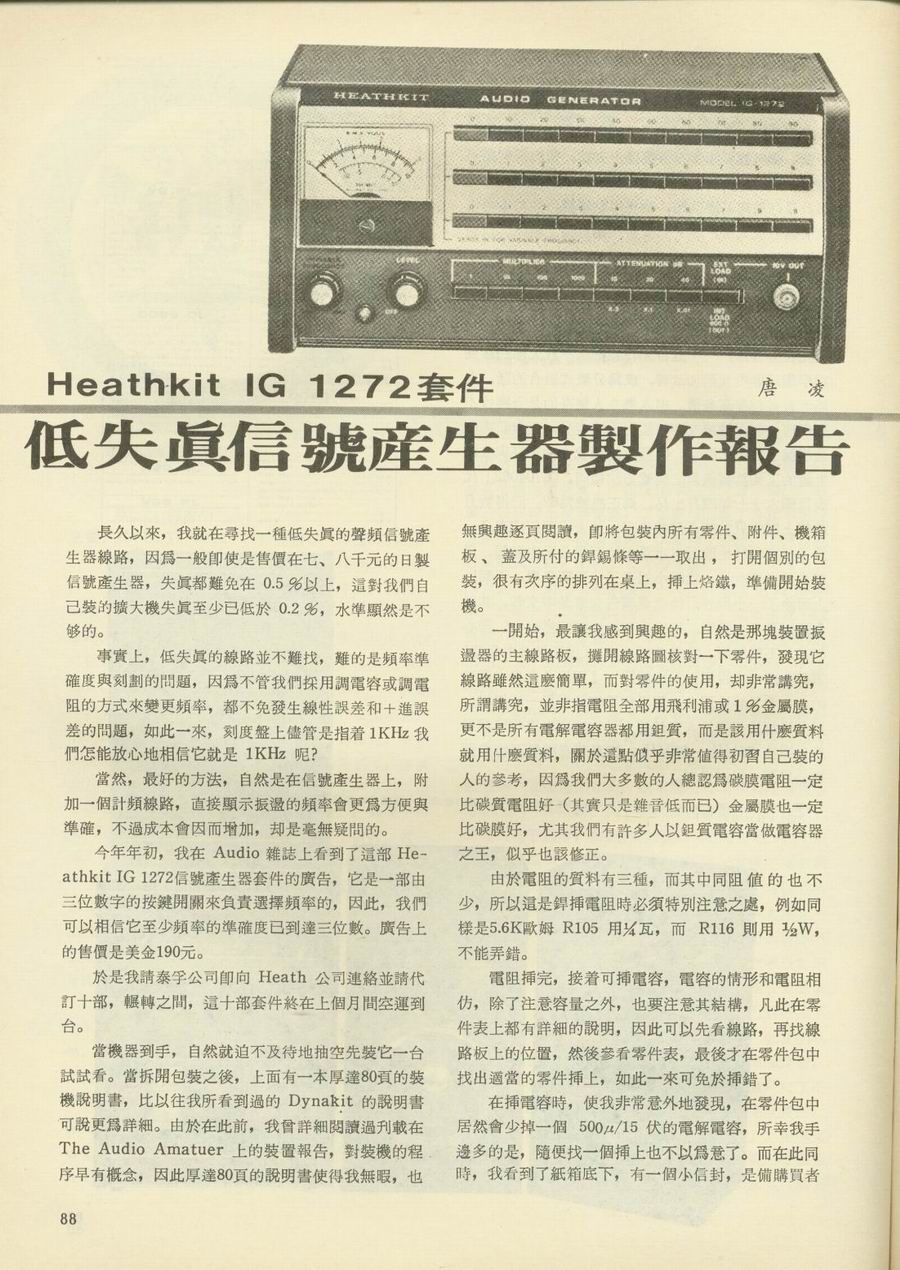 HEATHKIT
AUDIO GENERATOR
MODEL IG-1272
LEVEL
OFF
MULTIPLIER
ATTENUATION dB
EXT LOAD
10V OUT
1 10 100 1000 10 20 40
X.3 X.1 X.01
INT LOAD 600 Ω (OUT)
Heathkit IG 1272套件
唐 凌
低失眞信號産生器製作報告
長久以來，我就在尋找一種低失眞的聲頻信號產
生器線路，因爲一般卽使是售價在七、八千元的日製
信號產生器，失眞都難免在 0.5 %以上，這對我們自
己裝的擴大機失眞至少已低於 0.2 %，水準顯然是不
够的。
事實上，低失眞的線路並不難找，難的是頻率準
確度與刻劃的問題，因爲不管我們採用調電容或調電
阻的方式來變更頻率，都不免發生線性誤差和十進誤
差的問題，如此一來，刻度盤上儘管是指着 1KHz 我
們怎能放心地相信它就是 1KHz 呢?
當然，最好的方法，自然是在信號產生器上，附
加一個計頻線路，直接顯示振盪的頻率會更爲方便與
準確，不過成本會因而增加，却是毫無疑問的。
今年年初，我在 Audio 雜誌上看到了這部 He-
athkit IG 1272信號產生器套件的廣告，它是一部由
三位數字的按鍵開關來負責選擇頻率的，因此，我們
可以相信它至少頻率的準確度已到達三位數。廣告上
的售價是美金190元。
於是我請泰孚公司卽向 Heath 公司連絡並請代
訂十部，輾轉之間，這十部套件終在上個月間空運到
台。
當機器到手，自然就迫不及待地抽空先裝它一台
試試看。當拆開包裝之後，上面有一本厚達80頁的裝
機說明書，比以往我所看到過的 Dynakit 的說明書
可說更爲詳細。由於在此前，我曾詳細閱讀過刋載在
The Audio Amatuer 上的裝置報告，對裝機的程
序早有概念，因此厚達80頁的說明書使得我無暇，也
無興趣逐頁閱讀，卽將包裝內所有零件、附件、機箱
板、蓋及所付的銲錫條等一一取出，打開個別的包
裝，很有次序的排列在桌上，挿上烙鐵，準備開始裝
機。
一開始，最讓我感到興趣的，自然是那塊裝置振
盪器的主線路板，攤開線路圖核對一下零件，發現它
線路雖然這麽簡單，而對零件的使用，却非常講究，
所謂講究，並非指電阻全部用飛利浦或 1 %金屬膜，
更不是所有電解電容器都用鉭質，而是該用什麽質料
就用什麽質料，關於這點似乎非常值得初習自己裝的
人的參考，因爲我們大多數的人總認爲碳膜電阻一定
比碳質電阻好（其實只是雜音低而已）金屬膜也一定
比碳膜好，尤其我們有許多人以鉭質電容當做電容器
之王，似乎也該修正。
由於電阻的質料有三種，而其中同阻值的也不
少，所以這是銲挿電阻時必須特別注意之處，例如同
樣是5.6K歐姆 R105 用¼瓦，而 R116 則用 ½W，
不能弄錯。
電阻挿完，接着可挿電容，電容的情形和電阻相
仿，除了注意容量之外，也要注意其結構，凡此在零
件表上都有詳細的說明，因此可以先看線路，再找線
路板上的位置，然後參看零件表，最後才在零件包中
找出適當的零件挿上，如此一來可免於挿錯了。
在挿電容時，使我非常意外地發現，在零件包中
居然會少掉一個 500μ/15 伏的電解電容，所幸我手
邊多的是，隨便找一個挿上也不以爲意了。而在此同
時，我看到了紙箱底下，有一個小信封，是備購買者
88